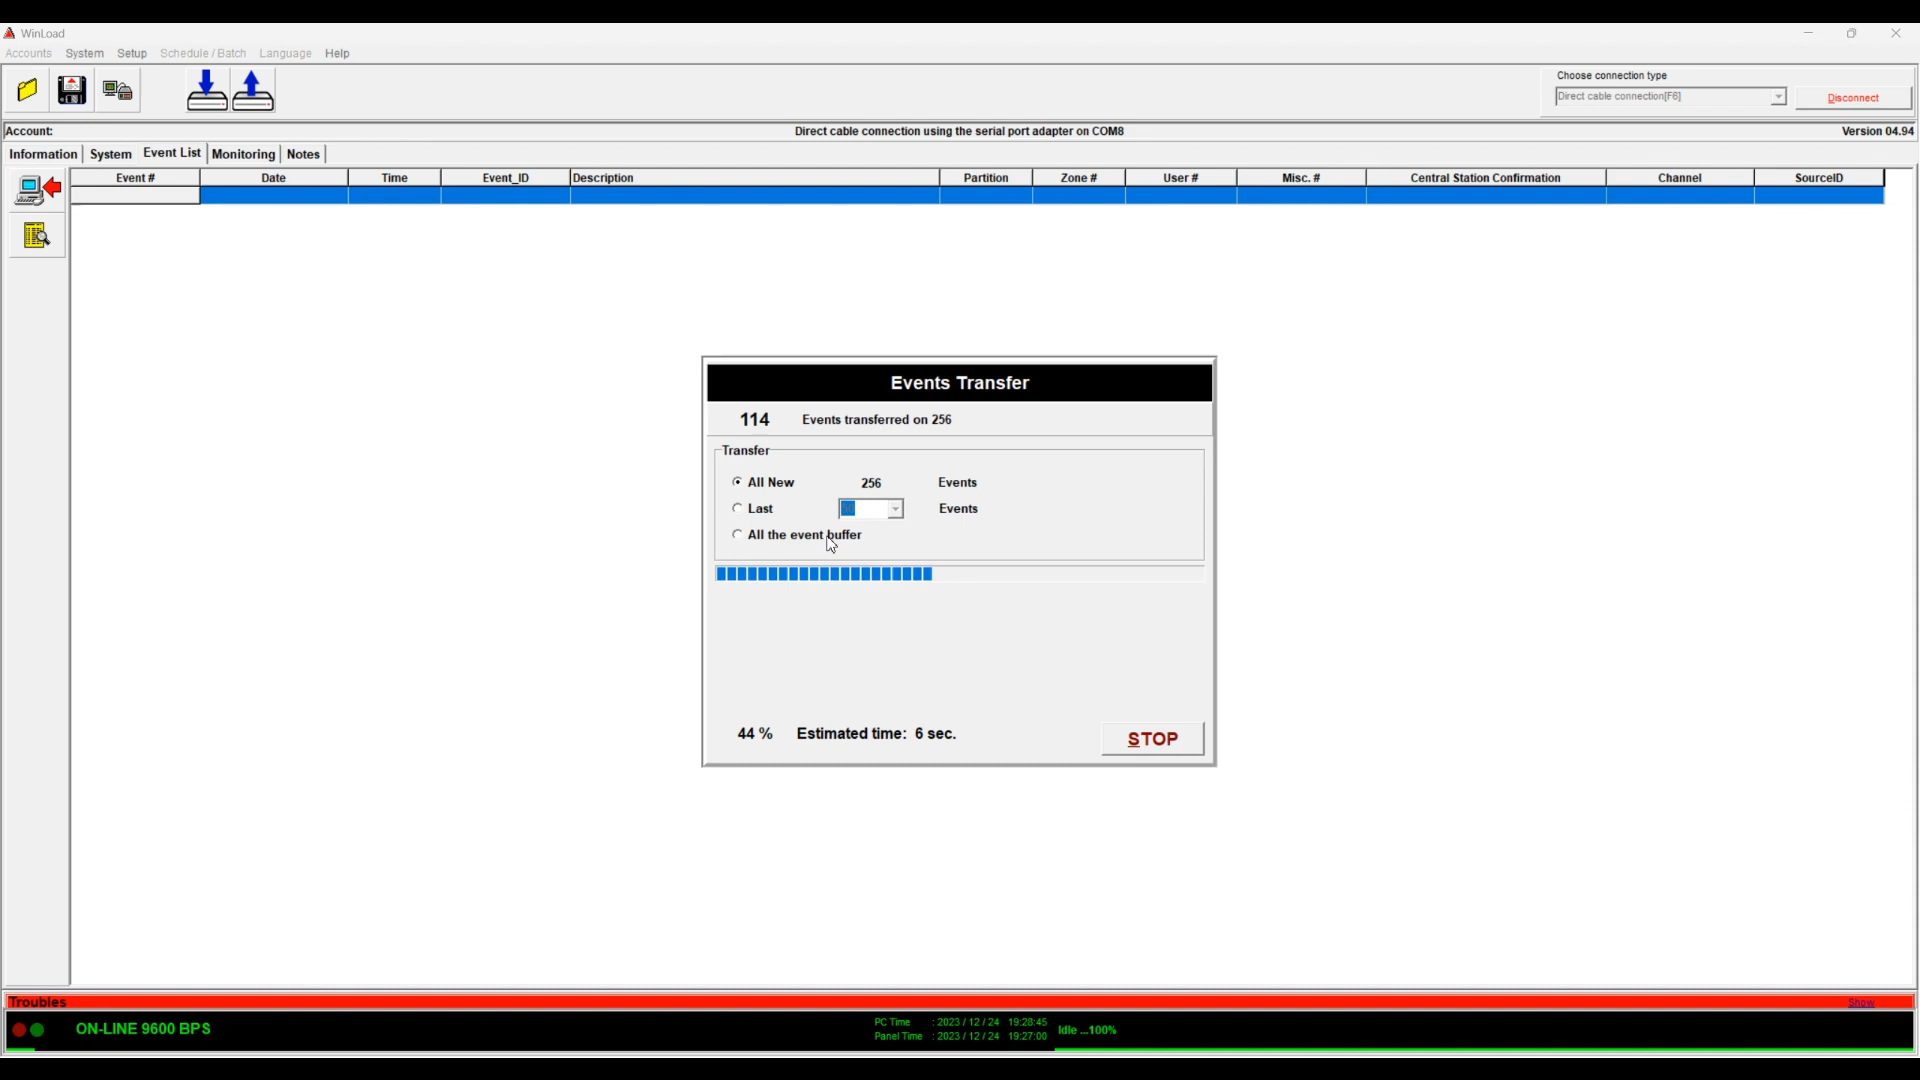 WinLoad
Accounts System Setup Schedule / Batch Language Help
Choose connection type
Direct cable connection[F6]
Disconnect
Account: Direct cable connection using the serial port adapter on COM8 Version 04.94
Information System Event List Monitoring Notes
Event # Date Time Event_ID Description Partition Zone # User # Misc. # Central Station Confirmation Channel SourceID
Events Transfer
114 Events transferred on 256
Transfer
All New 256 Events
Last Events
All the event buffer
44 % Estimated time: 6 sec.
STOP
Troubles Show
ON-LINE 9600 BPS
PC Time : 2023 / 12 / 24 19:28:45
Panel Time : 2023 / 12 / 24 19:27:00
Idle ...100%